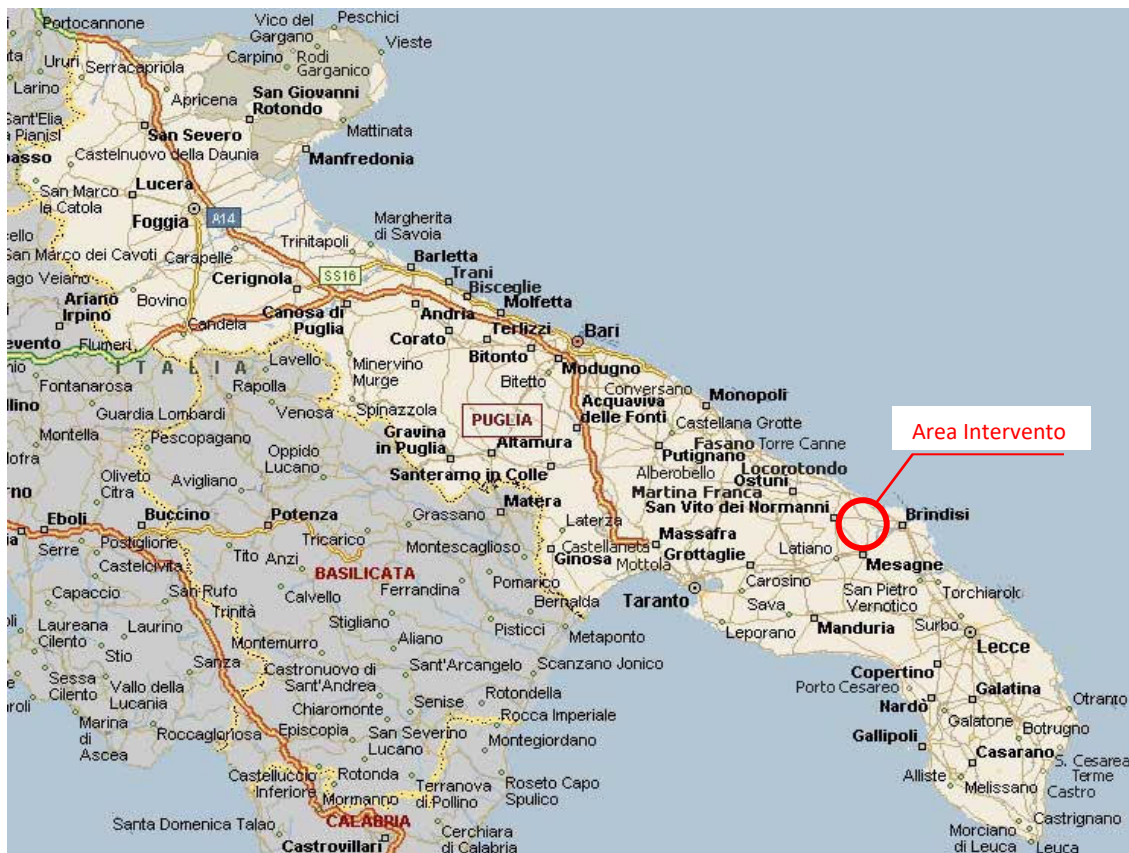 Portocannone
Vico del
Gargano
Peschici
Vieste
Ururi
Serracapriola
Carpino
Rodi
Garganico
Larino
Apricena
San Giovanni
Rotondo
Sant'Elia
a Pianisi
San Severo
Mattinata
Castelnuovo della Daunia
Manfredonia
San Marco
la Catola
Lucera
Foggia
A14
Margherita
di Savoia
Trinitapoli
San Marco dei Cavoti
Carapelle
Barletta
Cerignola
SS16
Trani
Bisceglie
Ariano
Irpino
Bovino
Molfetta
Canosa di
Puglia
Andria
Candela
Corato
Terlizzi
Bari
Flumeri
Bitonto
Modugno
ITALIA
Lavello
Minervino
Murge
Bitetto
Conversano
Fontanarosa
Rapolla
Acquaviva
delle Fonti
Monopoli
Guardia Lombardi
Venosa
Spinazzola
PUGLIA
Castellana Grotte
Area Intervento
Montella
Pescopagano
Gravina
in Puglia
Altamura
Putignano
Fasano
Torre Canne
Oppido
Lucano
Santeramo in Colle
Alberobello
Locorotondo
Oliveto
Citra
Avigliano
Ostuni
Matera
Martina Franca
Grassano
San Vito dei Normanni
Eboli
Buccino
Potenza
Laterza
Brindisi
Serre
Postiglione
Tricarico
Massafra
Tito
Anzi
Montescaglioso
Castellaneta
Latiano
Castelcivita
Ginosa
Mottola
Grottaglie
Mesagne
BASILICATA
Pomarico
Capaccio
San Rufo
Calvello
Ferrandina
Bernalda
Taranto
Carosino
San Pietro
Vernotico
Torchiarolo
Trinità
Stigliano
Sava
Laureana
Cilento
Laurino
Pisticci
Leporano
Manduria
Surbo
Montemurro
Aliano
Metaponto
Lecce
Stio
Sanza
Castronuovo di
Sant'Andrea
Sant'Arcangelo
Scanzano Jonico
Copertino
Sessa
Cilento
Vallo della
Lucania
Porto Cesareo
Galatina
Otranto
Chiaromonte
Senise
Rotondella
Nardò
Marina
di
Ascea
Roccagloriosa
Episcopia
San Severino
Lucano
Rocca Imperiale
Galatone
Botrugno
Montegiordano
Gallipoli
Casarano
S. Cesarea
Terme
Castelluccio
Inferiore
Rotonda
Terranova
di Pollino
Roseto Capo
Spulico
Alliste
Melissano
Castro
Mormanno
Santa Domenica Talao
CALABRIA
Cerchiara
di Calabria
Castrovillari
Morciano
di Leuca
Castrignano
Leuca